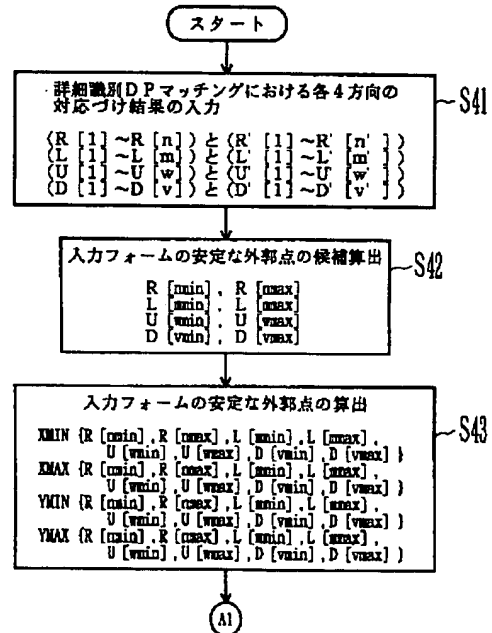 スタート
・詳細識別DPマッチングにおける各4方向の
対応づけ結果の入力
(R [1] ~R [n] ) と (R' [1] ~R' [n' ] )
(L [1] ~L [m] ) と (L' [1] ~L' [m' ] )
(U [1] ~U [w] ) と (U' [1] ~U' [w' ] )
(D [1] ~D [v] ) と (D' [1] ~D' [v' ] )
S41
入力フォームの安定な外郭点の候補算出
R [nmin] , R [nmax]
L [mmin] , L [mmax]
U [wmin] , U [wmax]
D [vmin] , D [vmax]
S42
入力フォームの安定な外郭点の算出
XMIN {R [nmin] ,R [nmax] ,L [mmin] ,L [mmax] ,
U [wmin] ,U [wmax] ,D [vmin] ,D [vmax] }
XMAX {R [nmin] ,R [nmax] ,L [mmin] ,L [mmax] ,
U [wmin] ,U [wmax] ,D [vmin] ,D [vmax] }
YMIN {R [nmin] ,R [nmax] ,L [mmin] ,L [mmax] ,
U [wmin] ,U [wmax] ,D [vmin] ,D [vmax] }
YMAX {R [nmin] ,R [nmax] ,L [mmin] ,L [mmax] ,
U [wmin] ,U [wmax] ,D [vmin] ,D [vmax] }
S43
A1